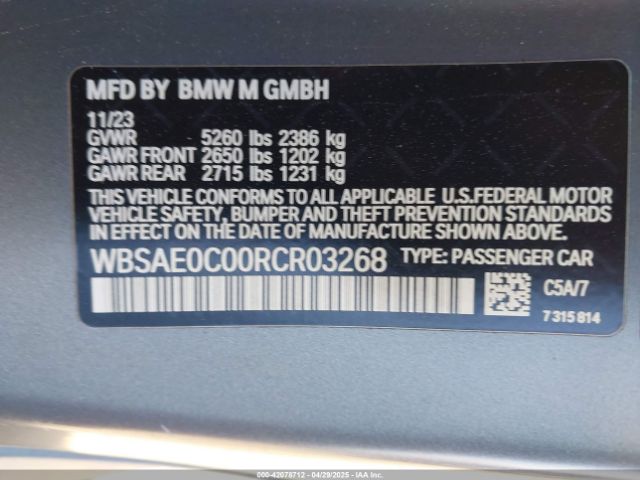 MFD BY BMW M GMBH
11/23
GVWR 5260 lbs 2386 kg
GAWR FRONT 2650 lbs 1202 kg
GAWR REAR 2715 lbs 1231 kg
THIS VEHICLE CONFORMS TO ALL APPLICABLE U.S.FEDERAL MOTOR
VEHICLE SAFETY, BUMPER AND THEFT PREVENTION STANDARDS
IN EFFECT ON THE DATE OF MANUFACTURE SHOWN ABOVE.
WBSAE0C00RCR03268 TYPE: PASSENGER CAR
C5A/7
7 315 814
000-42078712 - 04/29/2025 - IAAI.COM